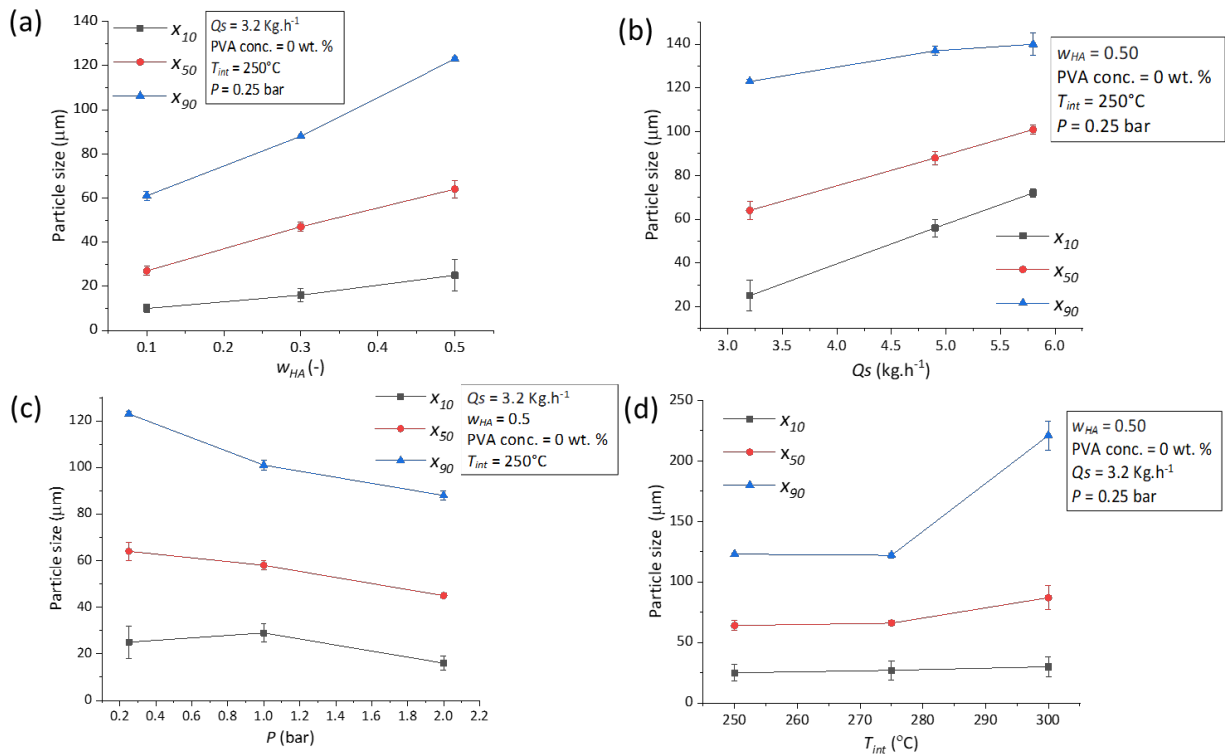 (a)
140
120
100
80
60
40
20
0
Particle size (μm)
x10
x50
x90
Qs = 3.2 Kg.h-1
PVA conc. = 0 wt. %
Tint = 250°C
P = 0.25 bar
0.1 0.2 0.3 0.4 0.5
wHA (-)
(b)
140
120
100
80
60
40
20
Particle size (μm)
wHA = 0.50
PVA conc. = 0 wt. %
Tint = 250°C
P = 0.25 bar
x10
x50
x90
3.0 3.5 4.0 4.5 5.0 5.5 6.0
Qs (kg.h-1)
(c)
120
100
80
60
40
20
0
Particle size (μm)
x10
x50
x90
Qs = 3.2 Kg.h-1
wHA = 0.5
PVA conc. = 0 wt. %
Tint = 250°C
0.2 0.4 0.6 0.8 1.0 1.2 1.4 1.6 1.8 2.0 2.2
P (bar)
(d)
250
200
150
100
50
0
Particle size (μm)
x10
x50
x90
wHA = 0.50
PVA conc. = 0 wt. %
Qs = 3.2 Kg.h-1
P = 0.25 bar
250 260 270 280 290 300
Tint (°C)